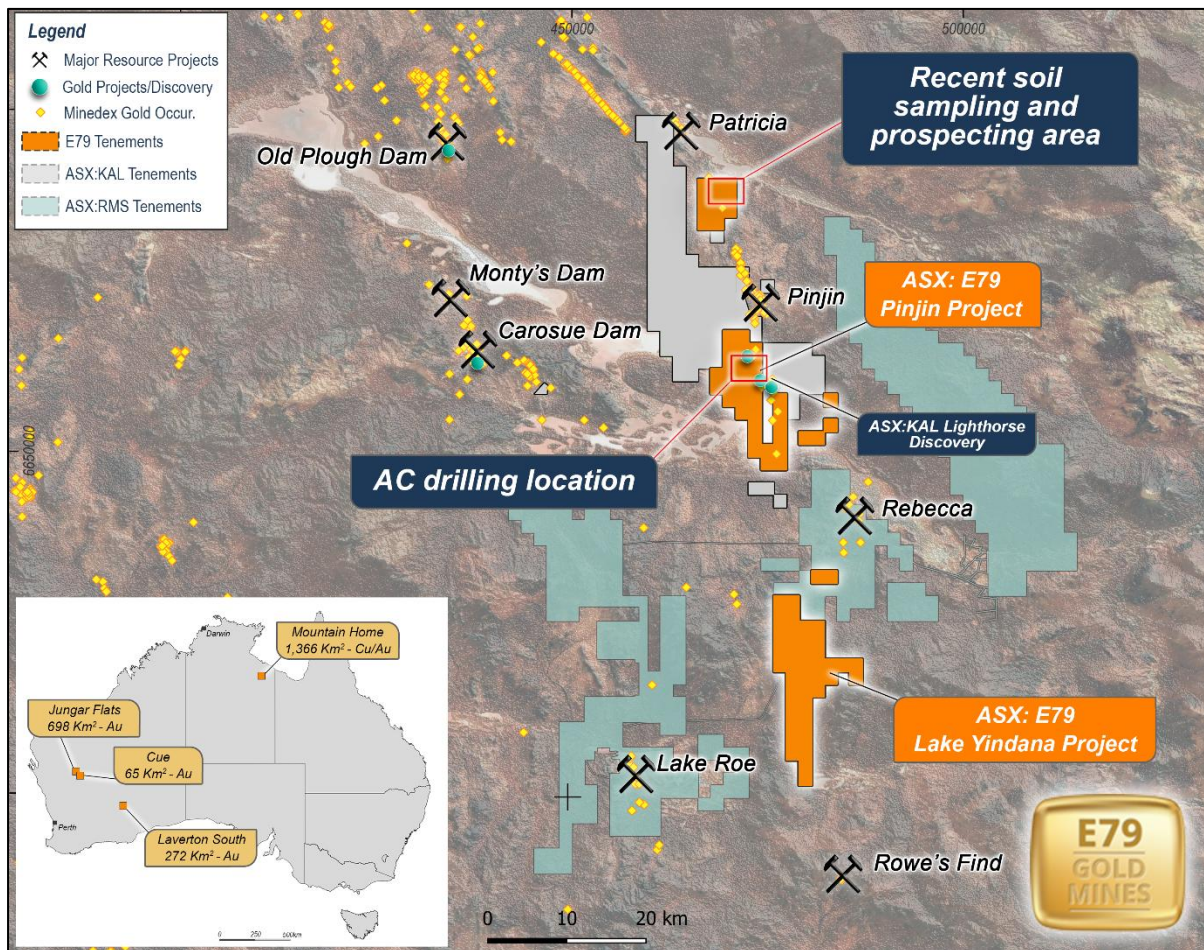 Legend
Major Resource Projects
Gold Projects/Discovery
Minedex Gold Occur.
E79 Tenements
ASX:KAL Tenements
ASX:RMS Tenements
450000
500000
6650000
Recent soil
sampling and
prospecting area
Patricia
Old Plough Dam
Monty's Dam
Carosue Dam
Pinjin
ASX: E79
Pinjin Project
ASX:KAL Lighthorse
Discovery
AC drilling location
Rebecca
ASX: E79
Lake Yindana Project
Lake Roe
Rowe's Find
Darwin
Mountain Home
1,366 Km² - Cu/Au
Jungar Flats
698 Km² - Au
Cue
65 Km² - Au
Perth
Laverton South
272 Km² - Au
0 250 500km
0 10 20 km
E79
GOLD
MINES